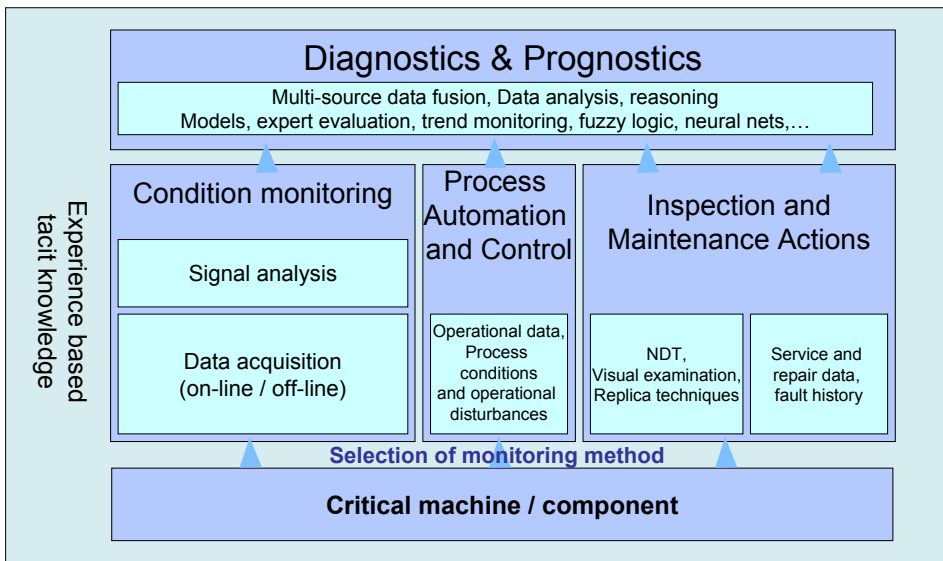 Diagnostics & Prognostics
Multi-source data fusion, Data analysis, reasoning
Models, expert evaluation, trend monitoring, fuzzy logic, neural nets,…
Experience based
tacit knowledge
Condition monitoring
Signal analysis
Data acquisition
(on-line / off-line)
Process
Automation
and Control
Operational data,
Process
conditions
and operational
disturbances
Inspection and
Maintenance Actions
NDT,
Visual examination,
Replica techniques
Service and
repair data,
fault history
Selection of monitoring method
Critical machine / component